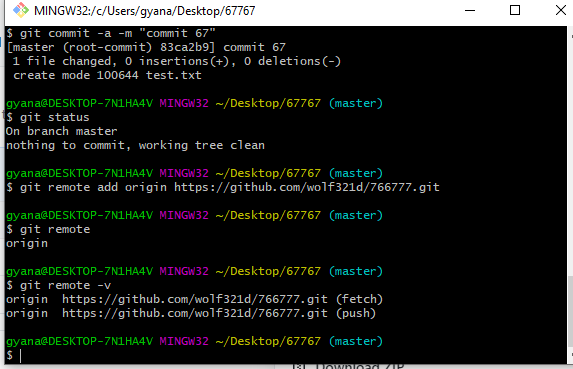 MINGW32:/c/Users/gyana/Desktop/67767
$ git commit -a -m "commit 67"
[master (root-commit) 83ca2b9] commit 67
 1 file changed, 0 insertions(+), 0 deletions(-)
 create mode 100644 test.txt
gyana@DESKTOP-7N1HA4V MINGW32 ~/Desktop/67767 (master)
$ git status
On branch master
nothing to commit, working tree clean
gyana@DESKTOP-7N1HA4V MINGW32 ~/Desktop/67767 (master)
$ git remote add origin https://github.com/wolf321d/766777.git
gyana@DESKTOP-7N1HA4V MINGW32 ~/Desktop/67767 (master)
$ git remote
origin
gyana@DESKTOP-7N1HA4V MINGW32 ~/Desktop/67767 (master)
$ git remote -v
origin  https://github.com/wolf321d/766777.git (fetch)
origin  https://github.com/wolf321d/766777.git (push)
gyana@DESKTOP-7N1HA4V MINGW32 ~/Desktop/67767 (master)
$
Download ZIP